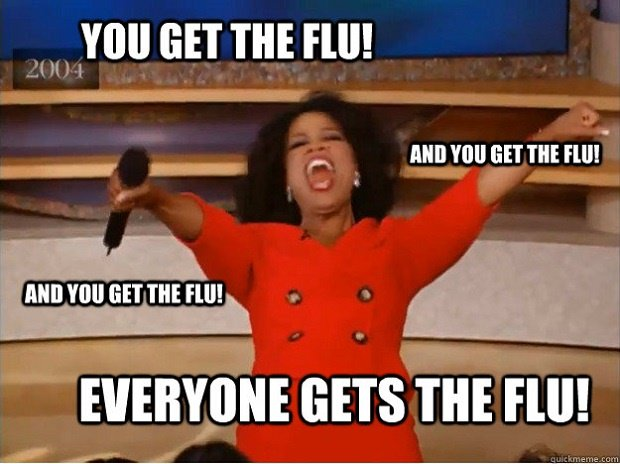 YOU GET THE FLU!
2004
AND YOU GET THE FLU!
AND YOU GET THE FLU!
EVERYONE GETS THE FLU!
quickmeme.com